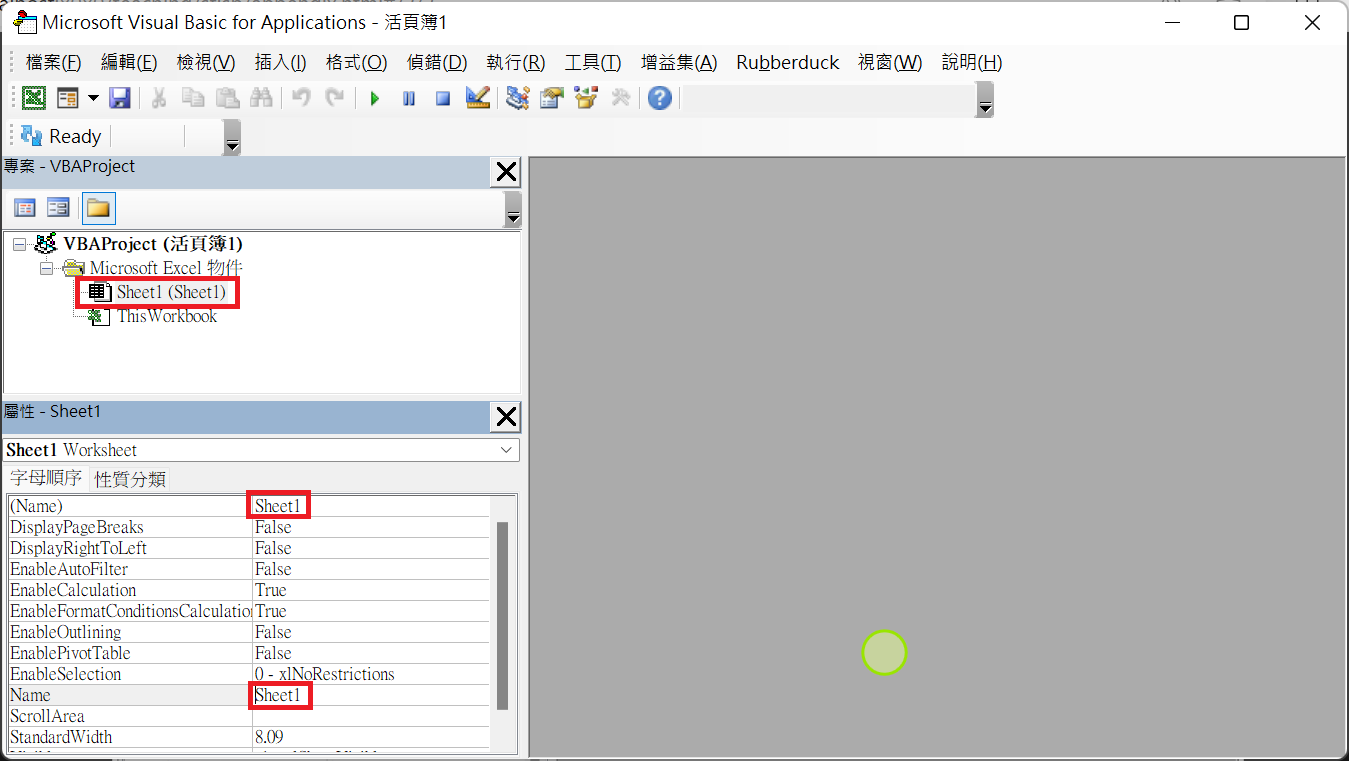 Microsoft Visual Basic for Applications - 活頁簿1
檔案(F) 編輯(E) 檢視(V) 插入(I) 格式(O) 偵錯(D) 執行(R) 工具(T) 增益集(A) Rubberduck 視窗(W) 說明(H)
Ready
專案 - VBAProject
VBAProject (活頁簿1)
Microsoft Excel 物件
Sheet1 (Sheet1)
ThisWorkbook
屬性 - Sheet1
Sheet1 Worksheet
字母順序 性質分類
(Name) Sheet1
DisplayPageBreaks False
DisplayRightToLeft False
EnableAutoFilter False
EnableCalculation True
EnableFormatConditionsCalculation True
EnableOutlining False
EnablePivotTable False
EnableSelection 0 - xlNoRestrictions
Name Sheet1
ScrollArea
StandardWidth 8.09